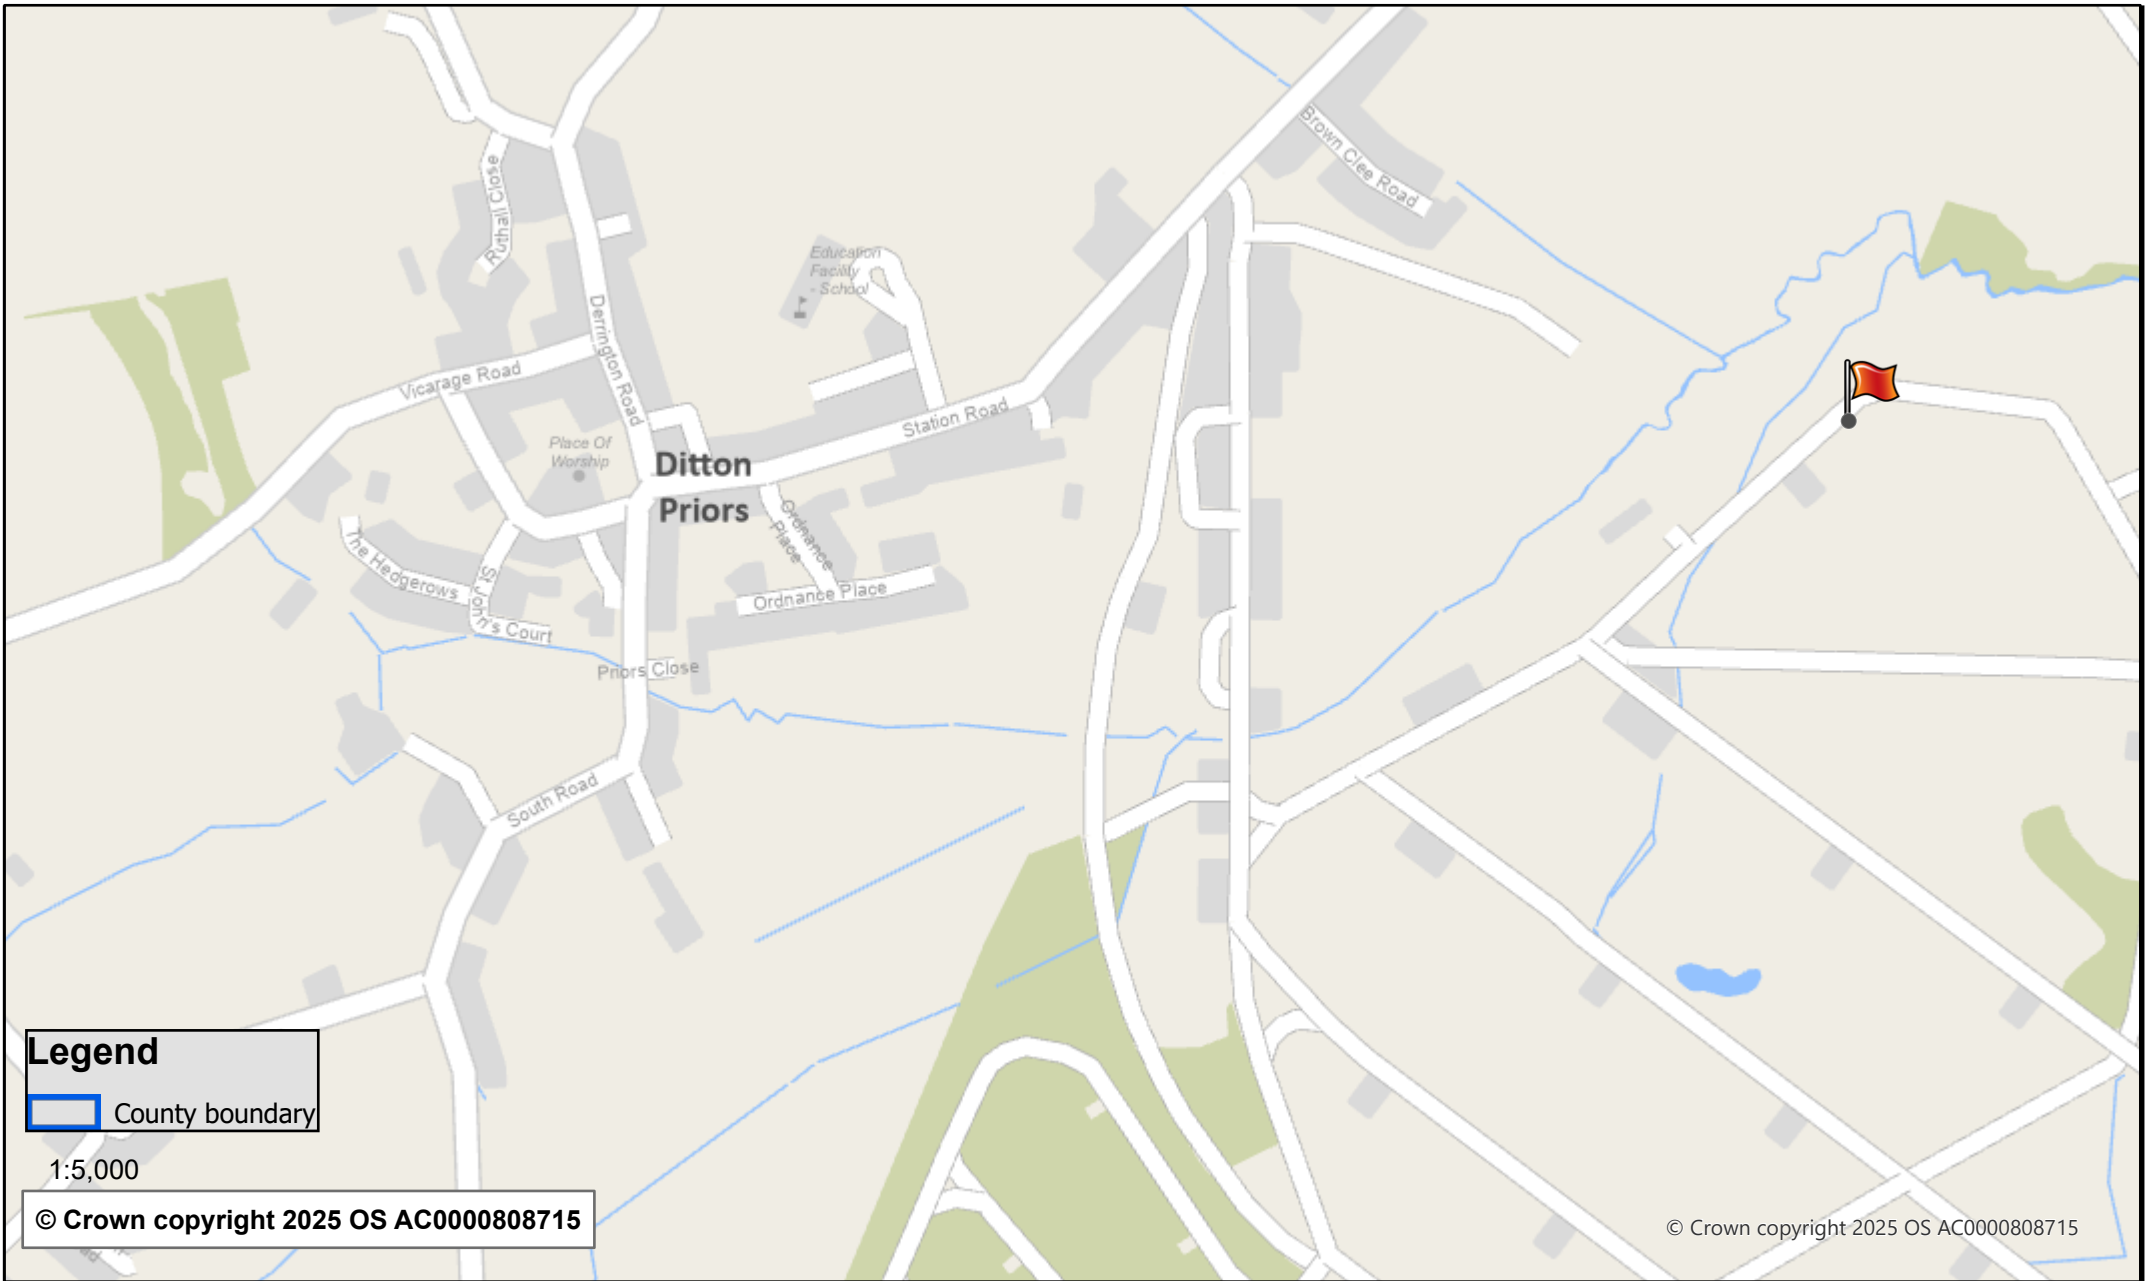 Brown Clee Road
Ruthall Close
Education
Facility
- School
Derrington Road
Vicarage Road
Station Road
Place Of
Worship
Ditton
Priors
Ordnance
Place
The Hedgerows
St John's Court
Ordnance Place
Priors Close
South Road
Legend
County boundary
1:5,000
© Crown copyright 2025 OS AC0000808715
© Crown copyright 2025 OS AC0000808715